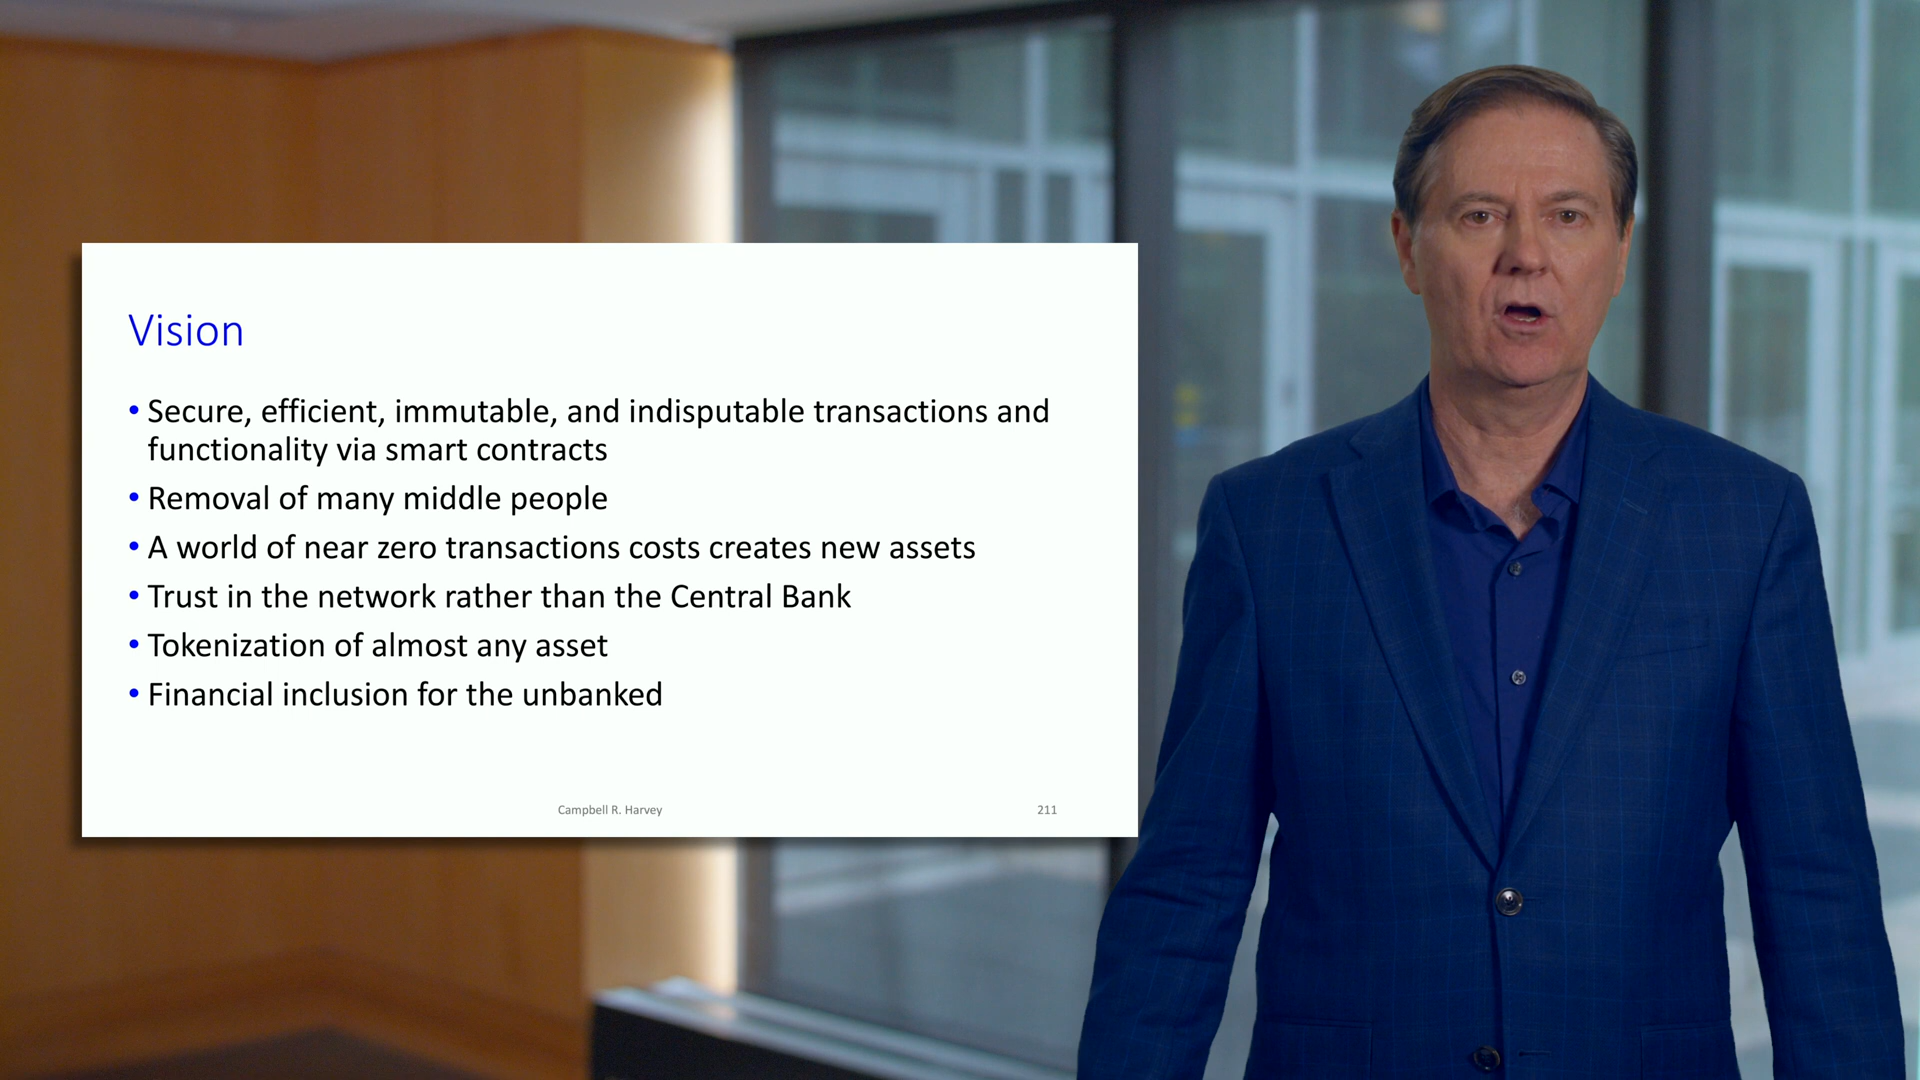 Vision
• Secure, efficient, immutable, and indisputable transactions and
functionality via smart contracts
• Removal of many middle people
• A world of near zero transactions costs creates new assets
• Trust in the network rather than the Central Bank
• Tokenization of almost any asset
• Financial inclusion for the unbanked
Campbell R. Harvey
211